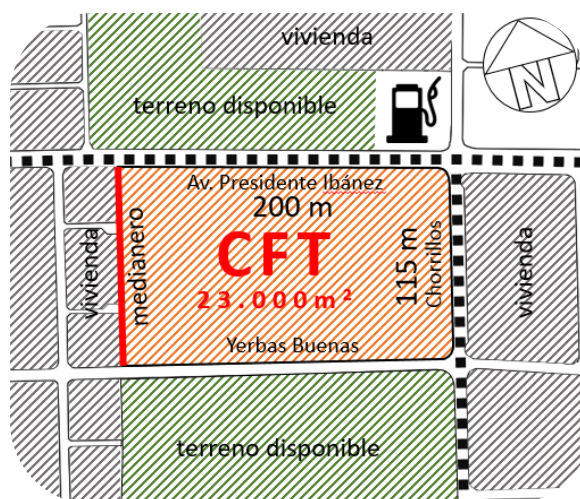 vivienda
terreno disponible
N
Av. Presidente Ibánez
200 m
CFT
23.000m²
vivienda
medianero
115 m
Chorrillos
vivienda
Yerbas Buenas
terreno disponible